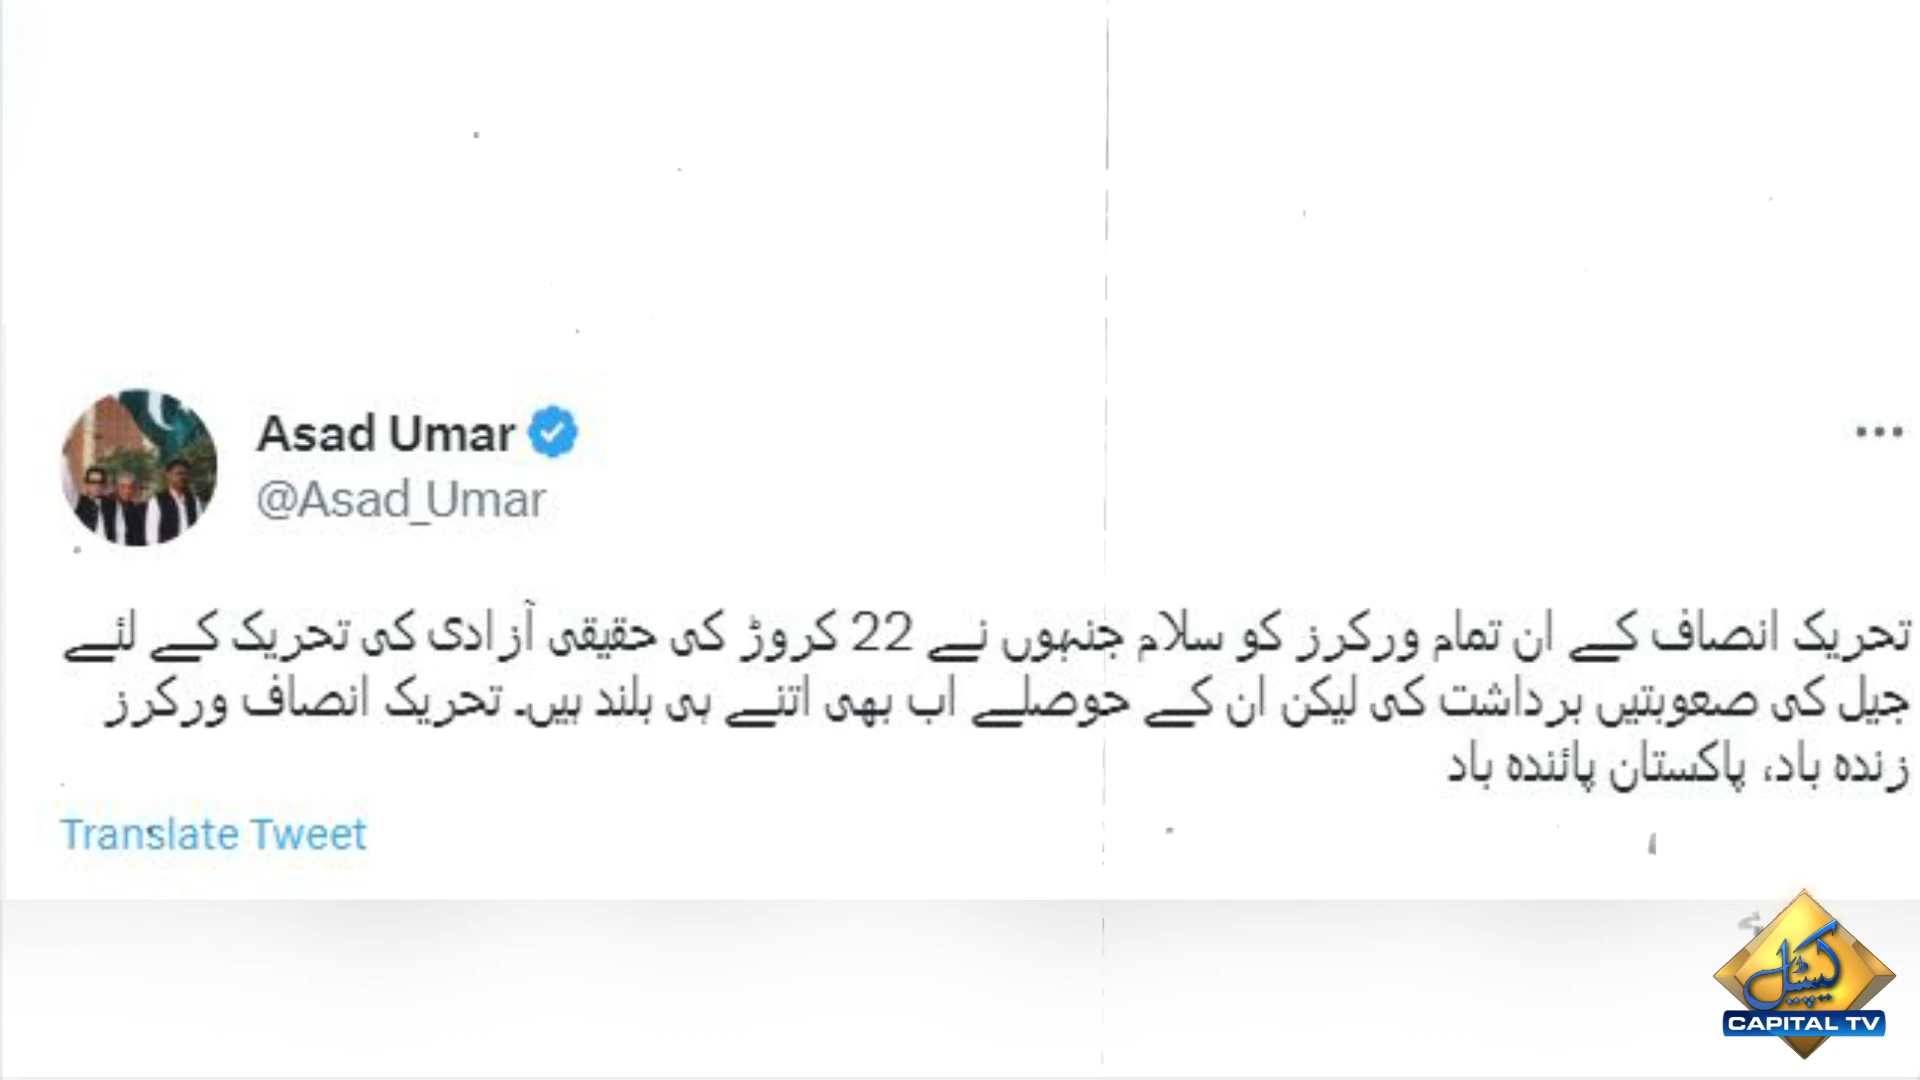 Asad Umar
@Asad_Umar
تحریک انصاف کے ان تمام ورکرز کو سلام جنہوں نے 22 کروڑ کی حقیقی آزادی کی تحریک کے لئے
جیل کی صعوبتیں برداشت کی لیکن ان کے حوصلے اب بھی اتنے ہی بلند ہیں۔ تحریک انصاف ورکرز
زندہ باد، پاکستان پائندہ باد
Translate Tweet
کیپیٹل
CAPITAL TV